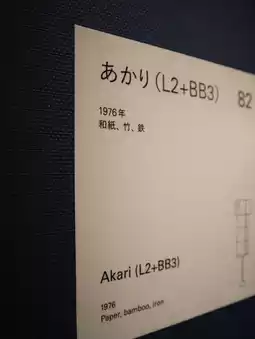 あかり（L2+BB3） 82
1976年
和紙、竹、鉄
Akari (L2+BB3)
1976
Paper, bamboo, iron